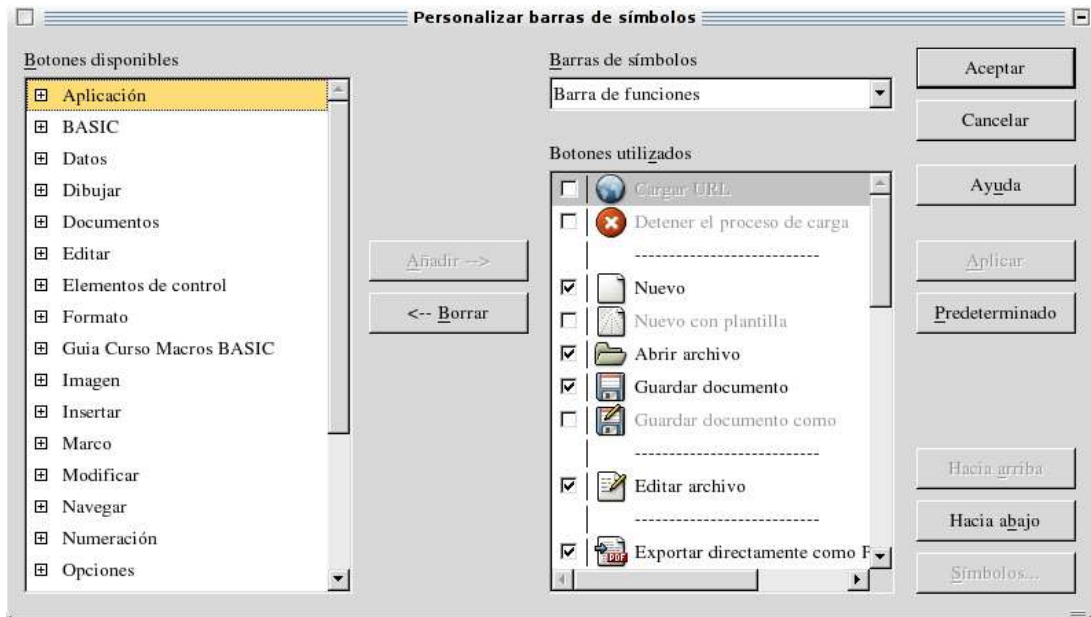 Personalizar barras de símbolos
Botones disponibles
Aplicación
BASIC
Datos
Dibujar
Documentos
Editar
Elementos de control
Formato
Guia Curso Macros BASIC
Imagen
Insertar
Marco
Modificar
Navegar
Numeración
Opciones
Añadir -->
<-- Borrar
Barras de símbolos
Barra de funciones
Botones utilizados
Cargar URL
Detener el proceso de carga
--------------------------
Nuevo
Nuevo con plantilla
Abrir archivo
Guardar documento
Guardar documento como
--------------------------
Editar archivo
--------------------------
Exportar directamente como P
PDF
Aceptar
Cancelar
Ayuda
Aplicar
Predeterminado
Hacia arriba
Hacia abajo
Símbolos...